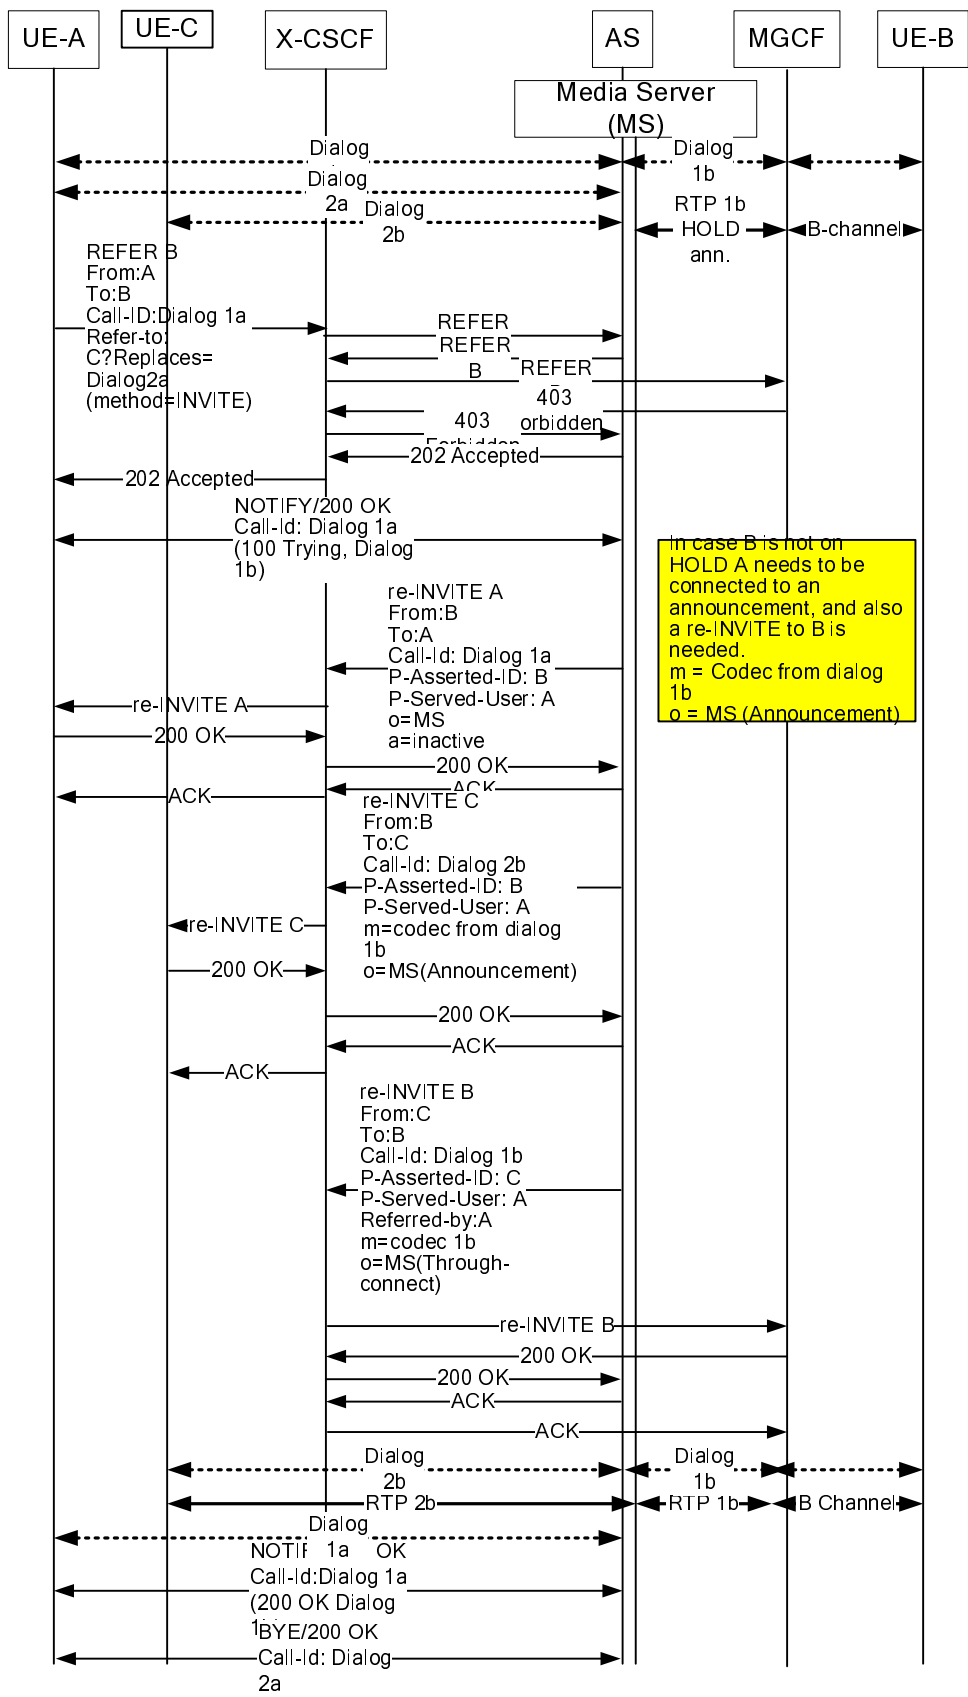 UE-A
UE-C
X-CSCF
AS
MGCF
UE-B
Media Server
(MS)
Dialog
Dialog
1b
Dialog
2a
Dialog
2b
RTP 1b
HOLD
ann.
B-channel
REFER B
From:A
To:B
Call-ID:Dialog 1a
Refer-to:
C?Replaces=
Dialog2a
(method=INVITE)
REFER
REFER
B
REFER
403
orbidden
403
Forbidden
202 Accepted
202 Accepted
NOTIFY/200 OK
Call-Id: Dialog 1a
(100 Trying, Dialog
1b)
In case B is not on
HOLD A needs to be
connected to an
announcement, and also
a re-INVITE to B is
needed.
m = Codec from dialog
1b
o = MS (Announcement)
re-INVITE A
From:B
To:A
Call-Id: Dialog 1a
P-Asserted-ID: B
P-Served-User: A
o=MS
a=inactive
re-INVITE A
200 OK
200 OK
ACK
ACK
re-INVITE C
From:B
To:C
Call-Id: Dialog 2b
P-Asserted-ID: B
P-Served-User: A
m=codec from dialog
1b
o=MS(Announcement)
re-INVITE C
200 OK
200 OK
ACK
ACK
re-INVITE B
From:C
To:B
Call-Id: Dialog 1b
P-Asserted-ID: C
P-Served-User: A
Referred-by:A
m=codec 1b
o=MS(Through-
connect)
re-INVITE B
200 OK
200 OK
ACK
ACK
Dialog
2b
Dialog
1b
RTP 2b
RTP 1b
B Channel
Dialog
1a
OK
Call-Id:Dialog 1a
(200 OK Dialog
BYE/200 OK
Call-Id: Dialog
2a